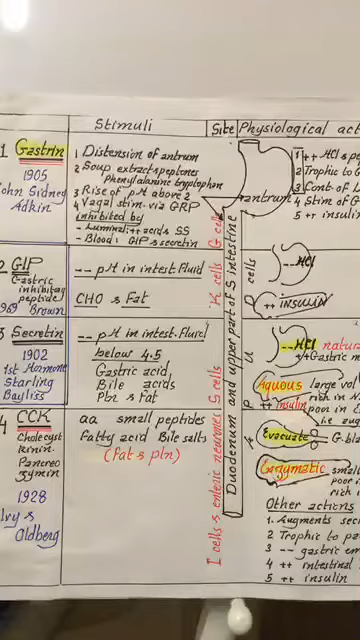 Stimuli
Site
Physiological act
1 Gastrin
1905
John Sidney
Adkin
1 Distension of antrum
2 Soup extract & peptones
Phenylalanine tryptophan
3 Rise of pH above 2
4 Vagal stim. via GRP
inhibited by
- Luminal: ++ acids SS
- Blood: GIP & secretin
G cells
antrum
1 ++ HCl & p
2 Trophic to G
3 Cont. of L
4 Stim of G
5 ++ insulin
2 GIP
Gastric
inhibiting
peptide
1969 Brown
-- pH in intest. Fluid
CHO & Fat
K cells
Duodenum and upper part of S intestine
-- HCl
++ insulin
3 Secretin
1902
1st Hormone
Starling
Bayliss
-- pH in intest. Fluid
below 4.5
Gastric acid
Bile acids
Ptn & fat
S cells
-- HCl natur
++ Gastric m
Aquous
large vol
rich in
++ insulin
poor in
i.e aug
4 CCK
Cholecyst
kinin
Pancreo
zymin
1928
Ivry &
Oldberg
aa small peptides
Fatty acid Bile salts
(Fat & ptn)
I cells & enteric neurones
Evacuate
G. bla
Enzymatic
small
poor i
rich i
Other actions
1. Augments sec
2 Trophic to pa
3 -- gastric em
4 ++ intestinal
5 ++ insulin